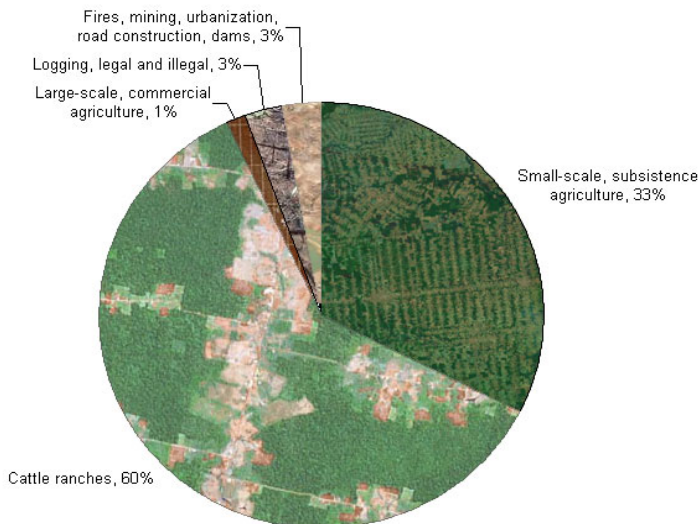 Fires, mining, urbanization,
road construction, dams, 3%
Logging, legal and illegal, 3%
Large-scale, commercial
agriculture, 1%
Small-scale, subsistence
agriculture, 33%
Cattle ranches, 60%